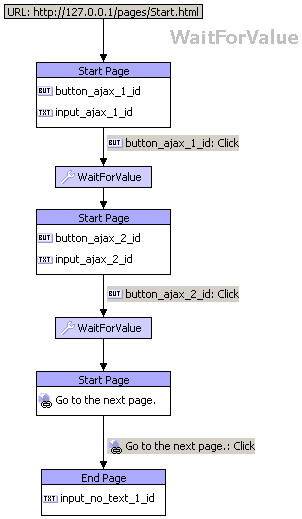 URL: http://127.0.0.1/pages/Start.html
WaitForValue
Start Page
BUT button_ajax_1_id
TXT input_ajax_1_id
BUT button_ajax_1_id: Click
WaitForValue
Start Page
BUT button_ajax_2_id
TXT input_ajax_2_id
BUT button_ajax_2_id: Click
WaitForValue
Start Page
Go to the next page.
Go to the next page.: Click
End Page
TXT input_no_text_1_id